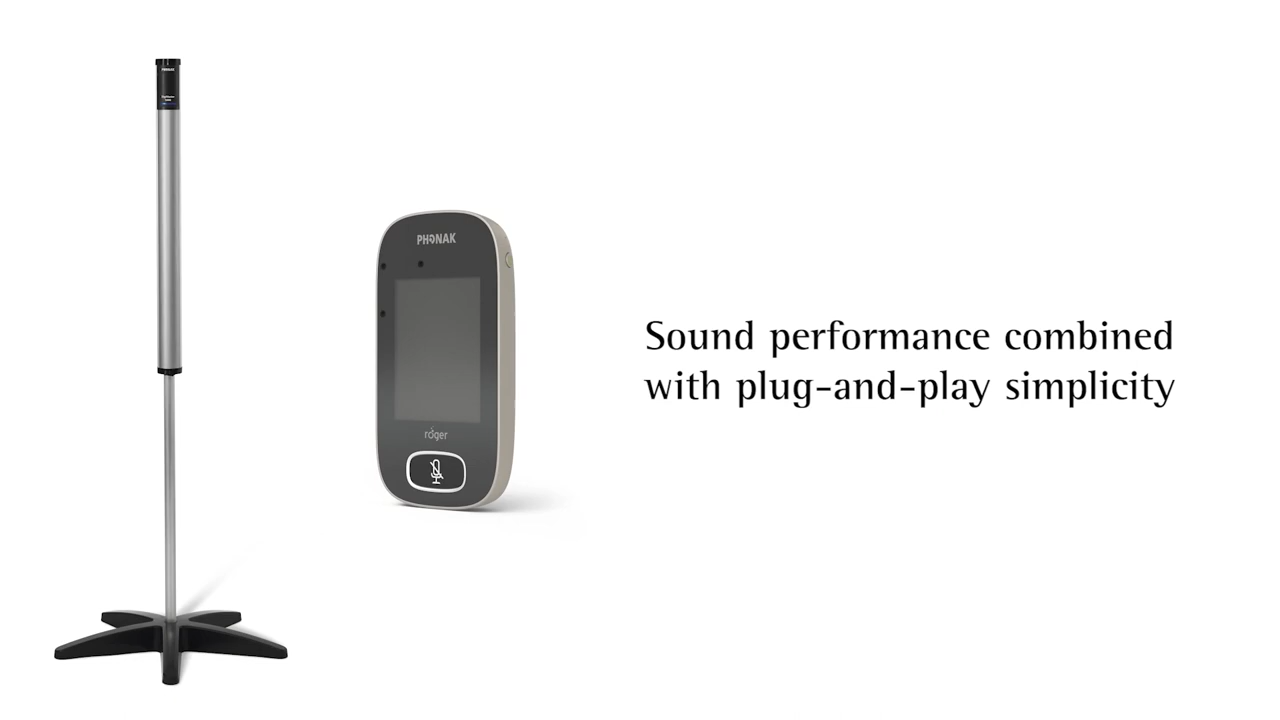 PHONAK
PHONAK
roger
Sound performance combined
with plug-and-play simplicity